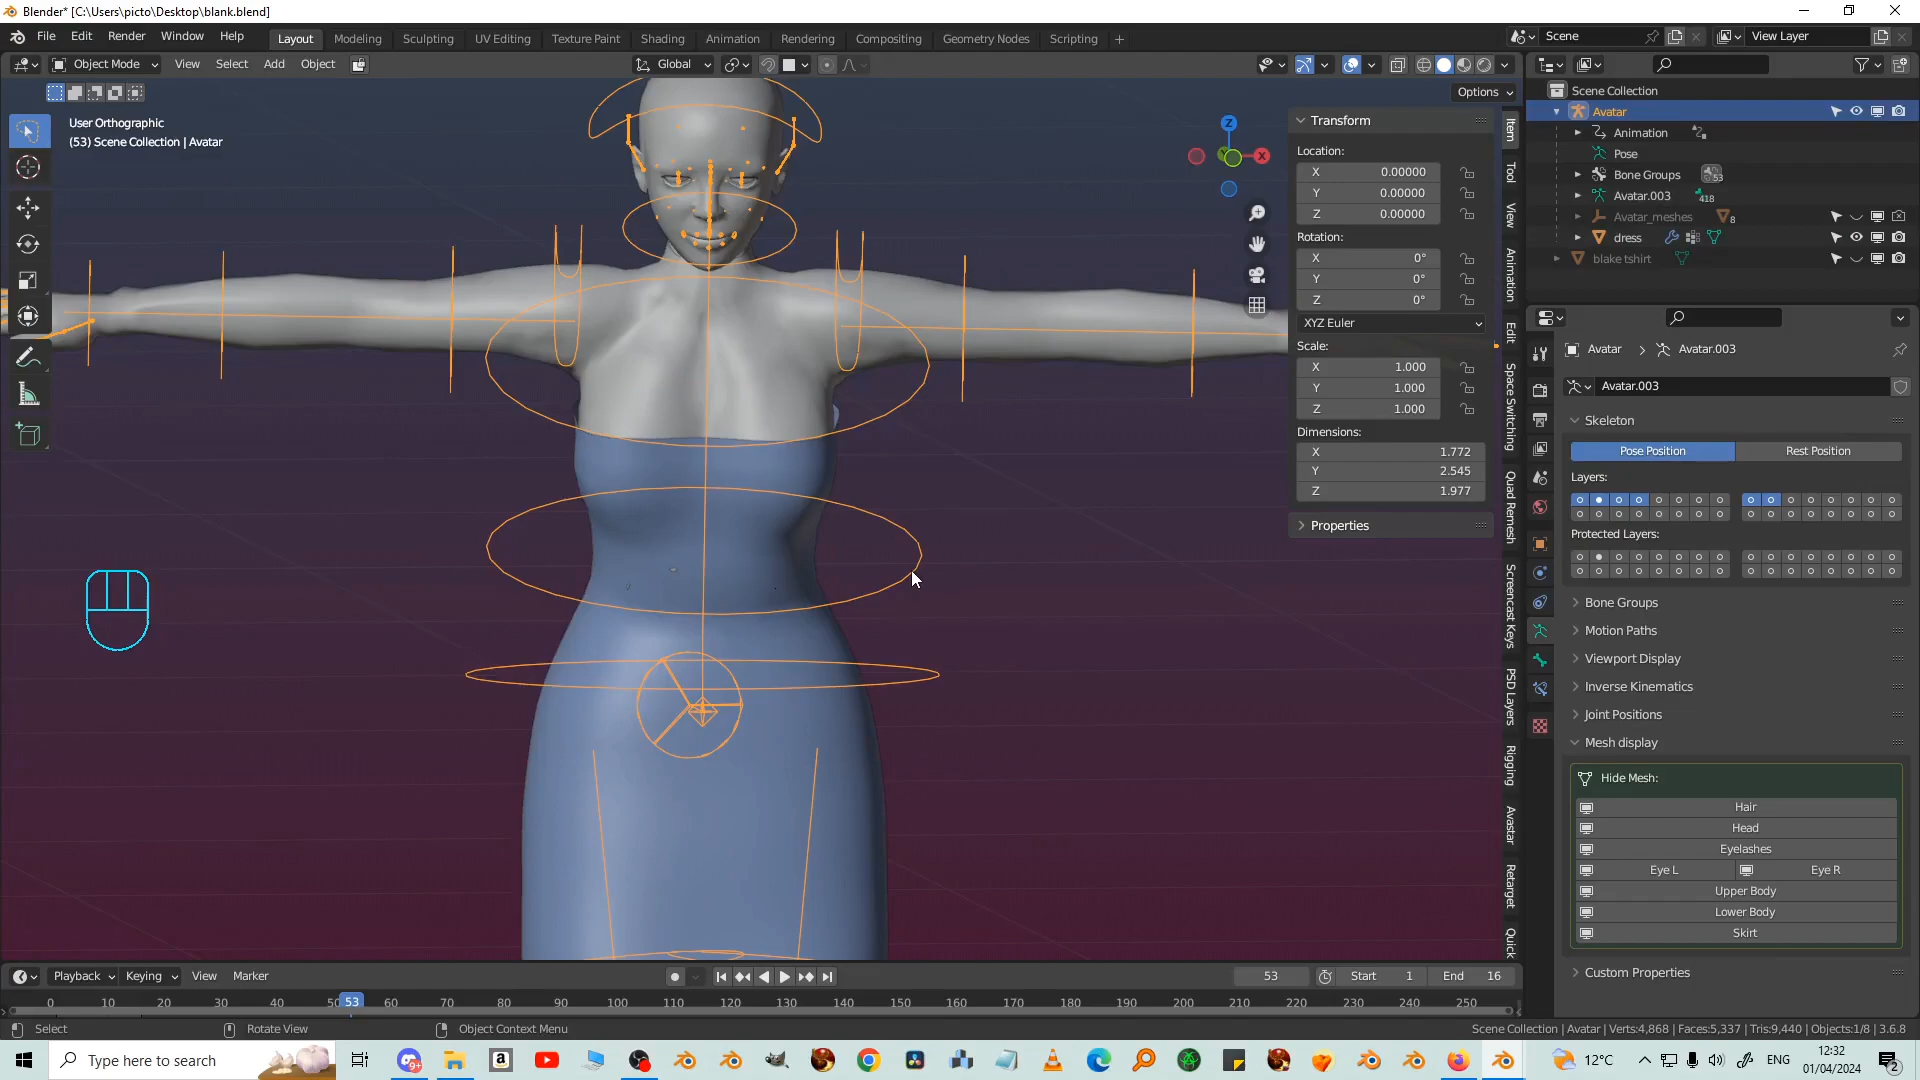 Blender* [C:\Users\picto\Desktop\blank.blend]
File Edit Render Window Help Layout Modeling Sculpting UV Editing Texture Paint Shading Animation Rendering Compositing Geometry Nodes Scripting Scene View Layer
Object Mode View Select Add Object Global
Options
User Orthographic
(53) Scene Collection | Avatar
Z
X
Transform
Location:
X 0.00000
Y 0.00000
Z 0.00000
Rotation:
X 0°
Y 0°
Z 0°
XYZ Euler
Scale:
X 1.000
Y 1.000
Z 1.000
Dimensions:
X 1.772
Y 2.545
Z 1.977
Properties
Item
Tool
View
Animation
Edit
Space Switching
Quad Remesh
Screencast Keys
PSD Layers
Rigging
Avastar
Retarget
Quick
Scene Collection
Avatar
Animation
Pose
Bone Groups 53
Avatar.003 418
Avatar_meshes 8
dress
blake tshirt
Avatar Avatar.003
Avatar.003
Skeleton
Pose Position Rest Position
Layers:
Protected Layers:
Bone Groups
Motion Paths
Viewport Display
Inverse Kinematics
Joint Positions
Mesh display
Hide Mesh:
Hair
Head
Eyelashes
Eye L Eye R
Upper Body
Lower Body
Skirt
Custom Properties
Playback Keying View Marker 53 Start 1 End 16
0 10 20 30 50 53 60 70 80 90 100 110 120 130 140 150 160 170 180 190 200 210 220 230 240 250
Select Rotate View Object Context Menu Scene Collection | Avatar | Verts:4,868 | Faces:5,337 | Tris:9,440 | Objects:1/8 | 3.6.8
Type here to search 12°C ENG 12:32
01/04/2024 2